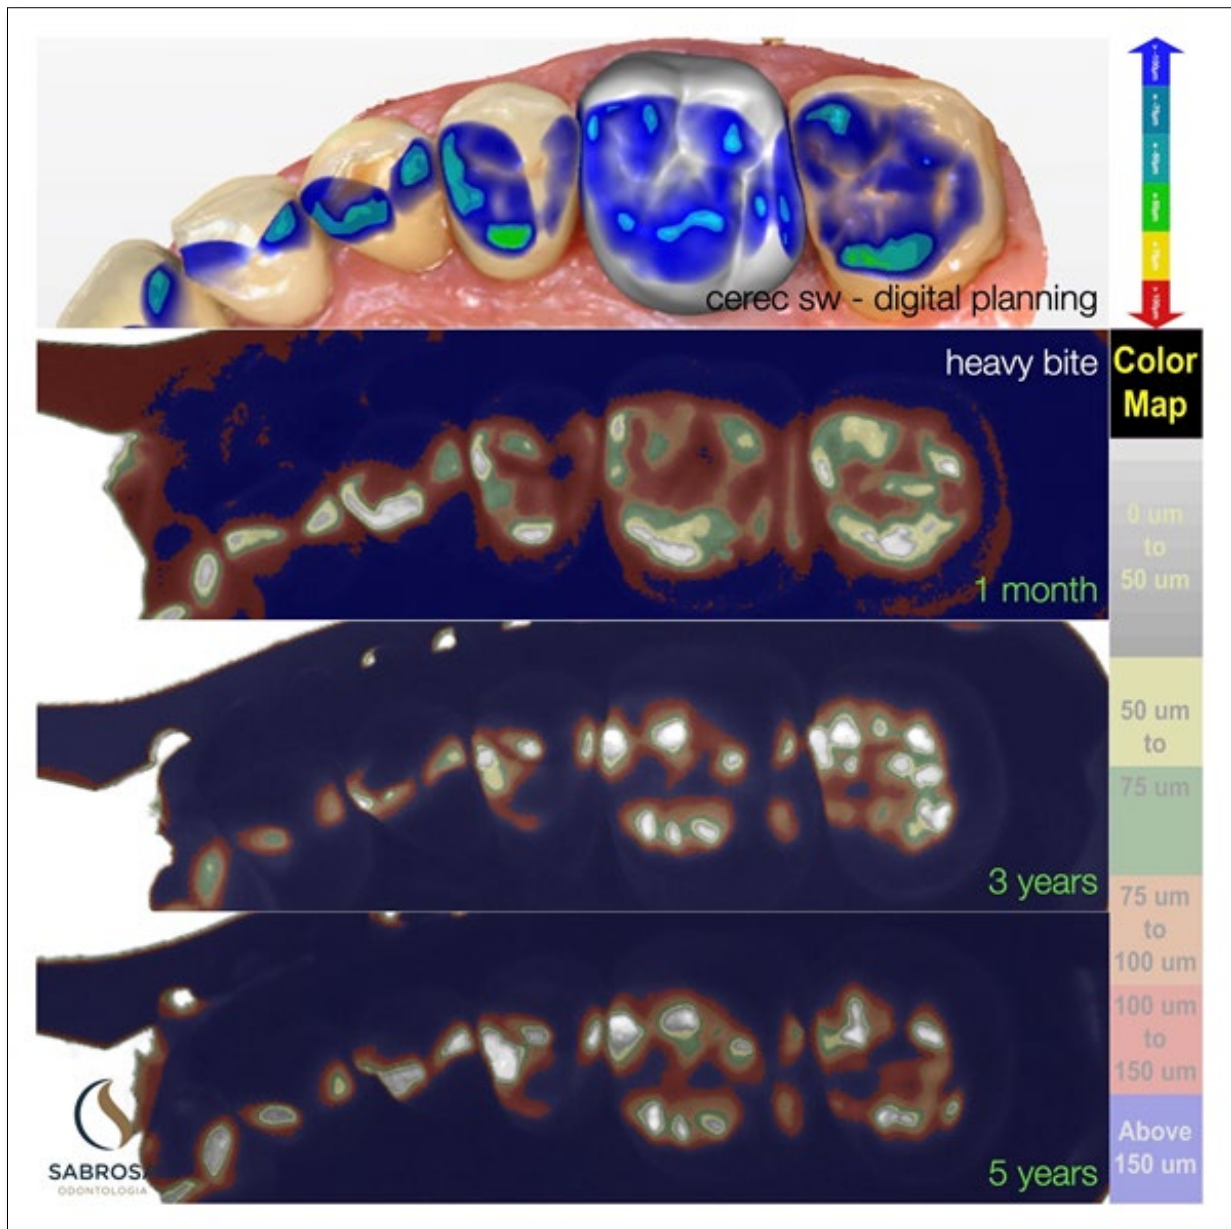 cerec sw - digital planning
heavy bite
1 month
3 years
5 years
Color
Map
0 um
to
50 um
50 um
to
75 um
75 um
to
100 um
100 um
to
150 um
Above
150 um
SABROSA
ODONTOLOGIA